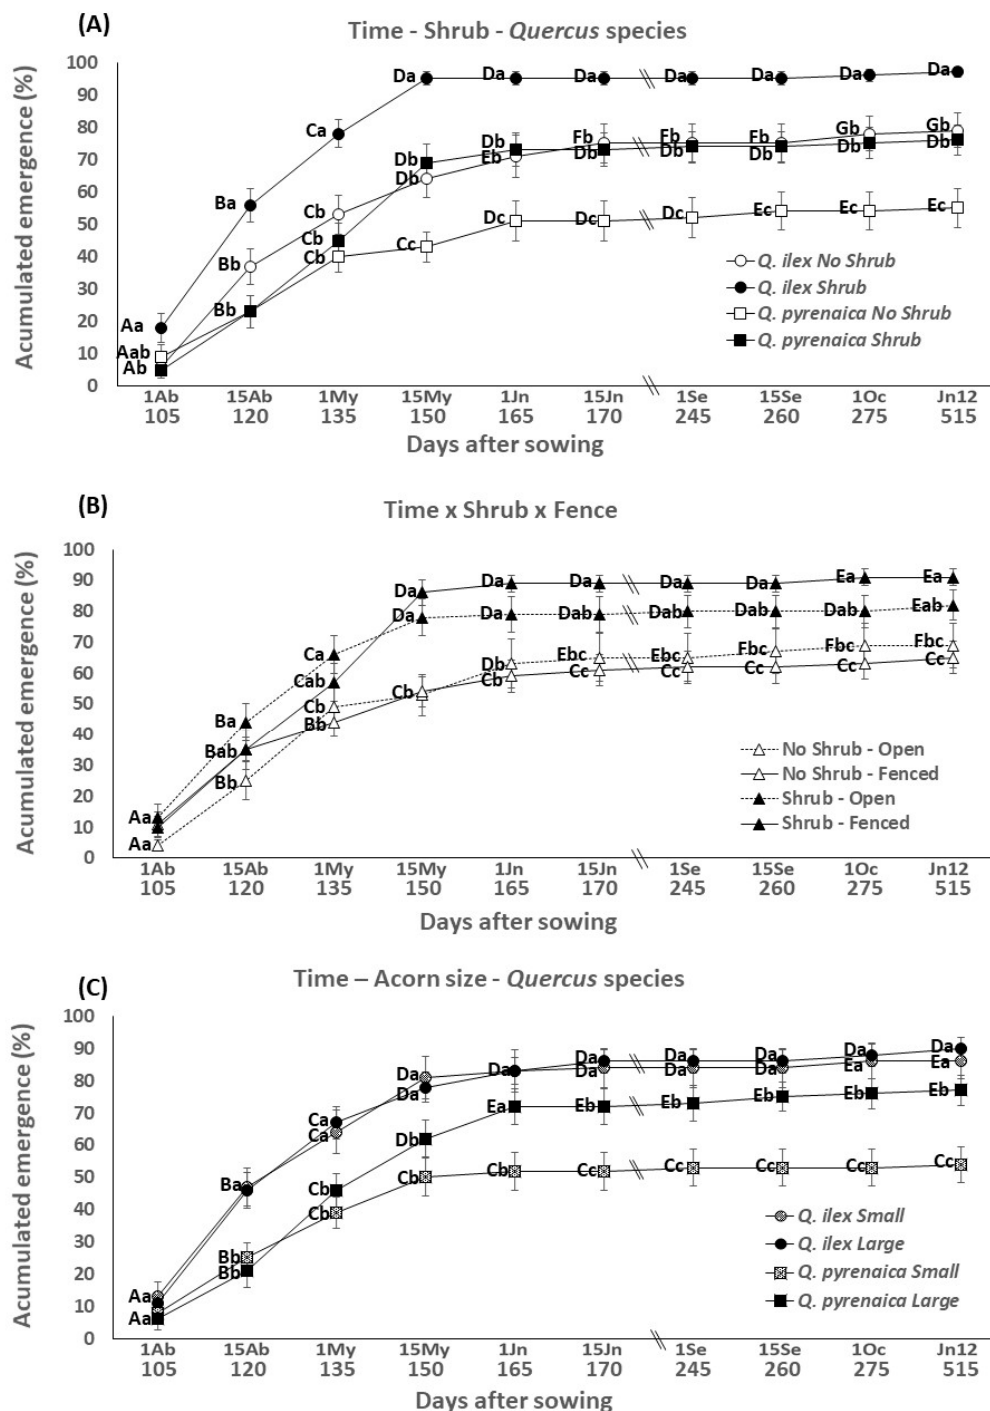 (A)
Time - Shrub - Quercus species
Acumulated emergence (%)
100
90
80
70
60
50
40
30
20
10
0
Aa
Aab
Ab
Ba
Bb
Bb
Ca
Cb
Cb
Cb
Da
Db
Db
Cc
Da
Db
Eb
Dc
Da
Fb
Db
Dc
Da
Fb
Db
Dc
Da
Fb
Db
Ec
Da
Gb
Db
Ec
Da
Gb
Db
Ec
Q. ilex No Shrub
Q. ilex Shrub
Q. pyrenaica No Shrub
Q. pyrenaica Shrub
1Ab 15Ab 1My 15My 1Jn 15Jn 1Se 15Se 1Oc Jn12
105 120 135 150 165 170 245 260 275 515
Days after sowing
(B)
Time x Shrub x Fence
Acumulated emergence (%)
100
90
80
70
60
50
40
30
20
10
0
Aa
Aa
Ba
Bab
Bb
Ca
Cab
Cb
Bb
Da
Da
Cb
Da
Da
Db
Cb
Da
Dab
Ebc
Cc
Da
Dab
Ebc
Cc
Da
Dab
Fbc
Cc
Ea
Dab
Fbc
Cc
Ea
Eab
Fbc
Cc
No Shrub - Open
No Shrub - Fenced
Shrub - Open
Shrub - Fenced
1Ab 15Ab 1My 15My 1Jn 15Jn 1Se 15Se 1Oc Jn12
105 120 135 150 165 170 245 260 275 515
Days after sowing
(C)
Time – Acorn size - Quercus species
Acumulated emergence (%)
100
90
80
70
60
50
40
30
20
10
0
Aa
Aa
Ba
Bb
Bb
Ca
Ca
Cb
Cb
Da
Da
Db
Cb
Da
Ea
Cb
Da
Da
Eb
Cc
Da
Da
Eb
Cc
Da
Da
Eb
Cc
Da
Ea
Eb
Cc
Da
Ea
Eb
Cc
Q. ilex Small
Q. ilex Large
Q. pyrenaica Small
Q. pyrenaica Large
1Ab 15Ab 1My 15My 1Jn 15Jn 1Se 15Se 1Oc Jn12
105 120 135 150 165 170 245 260 275 515
Days after sowing